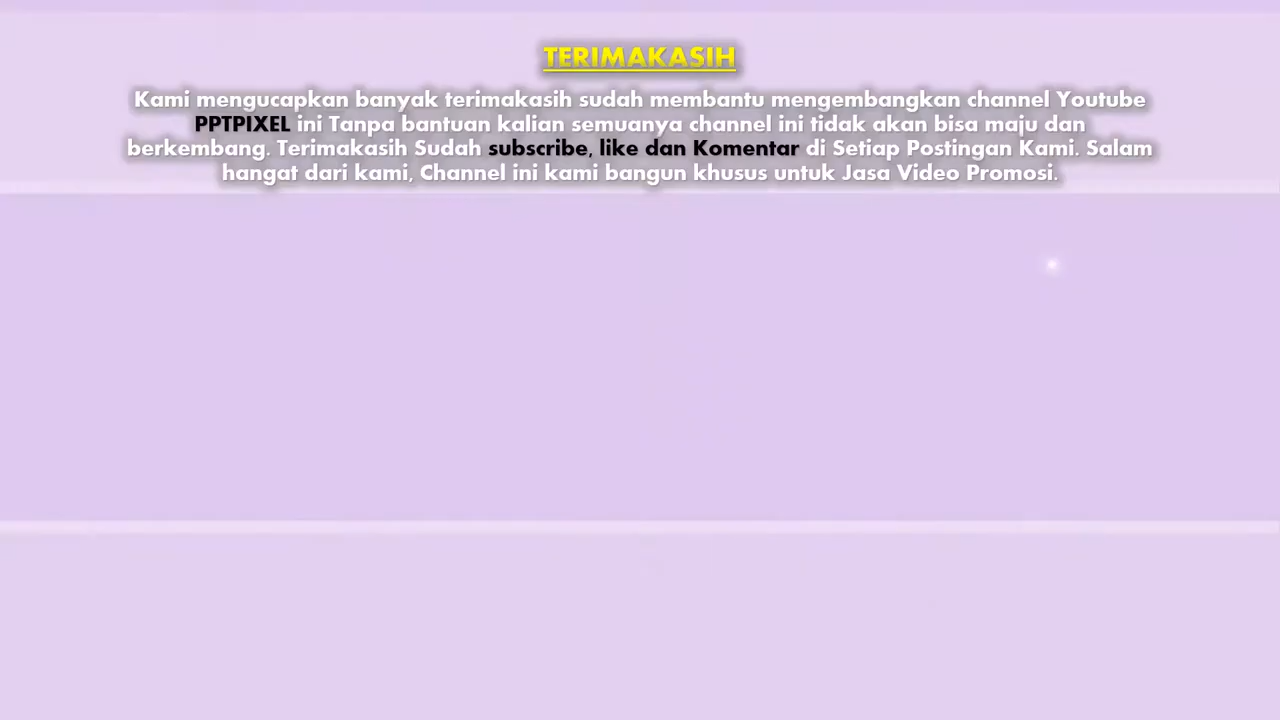 TERIMAKASIH
Kami mengucapkan banyak terimakasih sudah membantu mengembangkan channel Youtube
PPTPIXEL ini Tanpa bantuan kalian semuanya channel ini tidak akan bisa maju dan
berkembang. Terimakasih Sudah subscribe, like dan Komentar di Setiap Postingan Kami. Salam
hangat dari kami, Channel ini kami bangun khusus untuk Jasa Video Promosi.